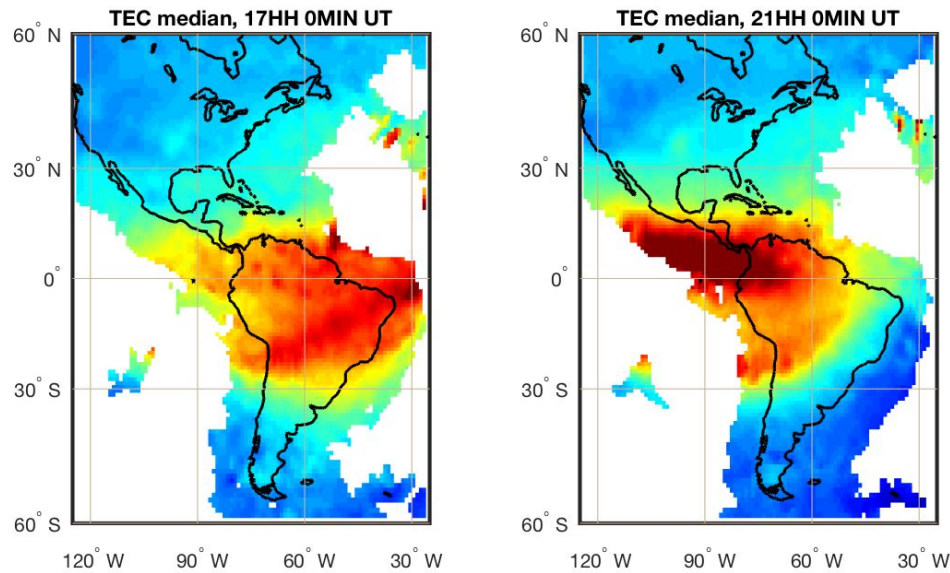 TEC median, 17HH 0MIN UT
60° N
30° N
0°
30° S
60° S
120° W
90° W
60° W
30° W
TEC median, 21HH 0MIN UT
60° N
30° N
0°
30° S
60° S
120° W
90° W
60° W
30° W